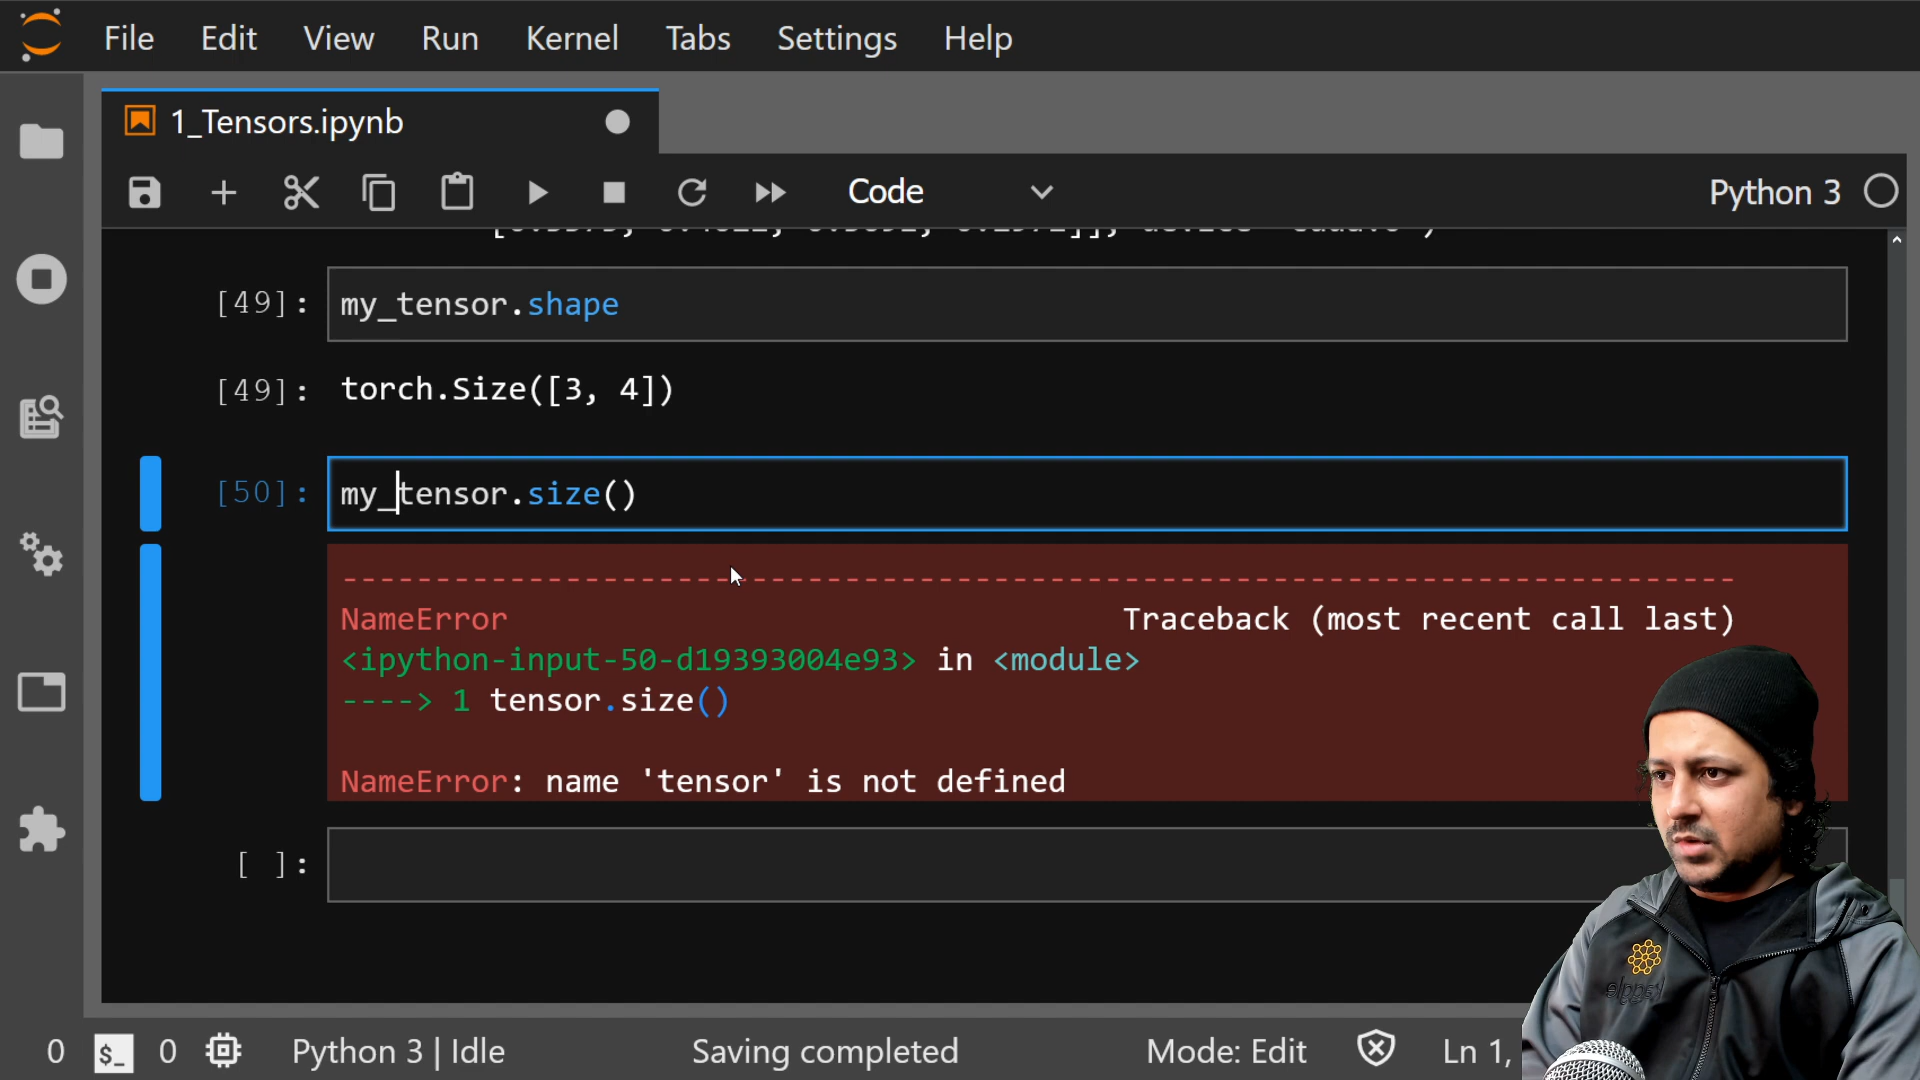 File Edit View Run Kernel Tabs Settings Help
1_Tensors.ipynb
Code Python 3
[49]: my_tensor.shape
[49]: torch.Size([3, 4])
[50]: my_tensor.size()
---------------------------------------------------------------------------
NameError Traceback (most recent call last)
<ipython-input-50-d19393004e93> in <module>
----> 1 tensor.size()
NameError: name 'tensor' is not defined
[ ]:
0 $_ 0 Python 3 | Idle Saving completed Mode: Edit Ln 1,